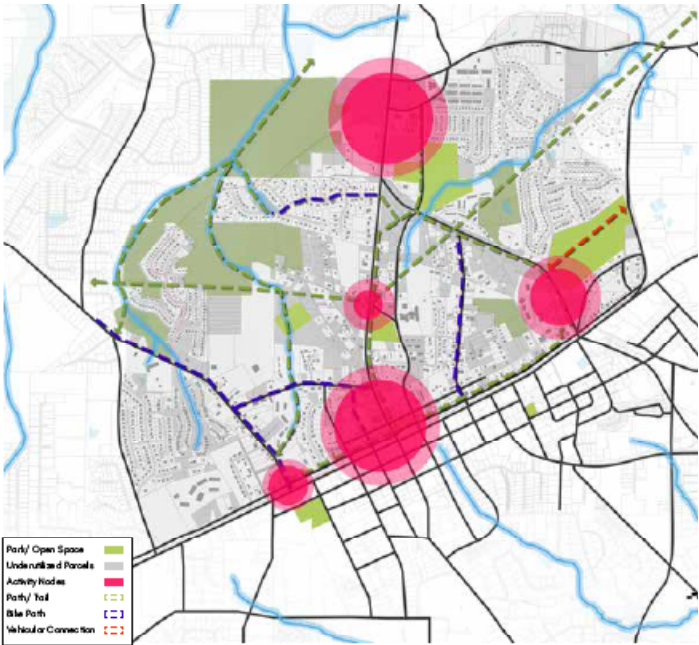 Park/ Open Space
Underutilized Parcels
Activity Nodes
Path/ Trail
Bike Path
Vehicular Connection